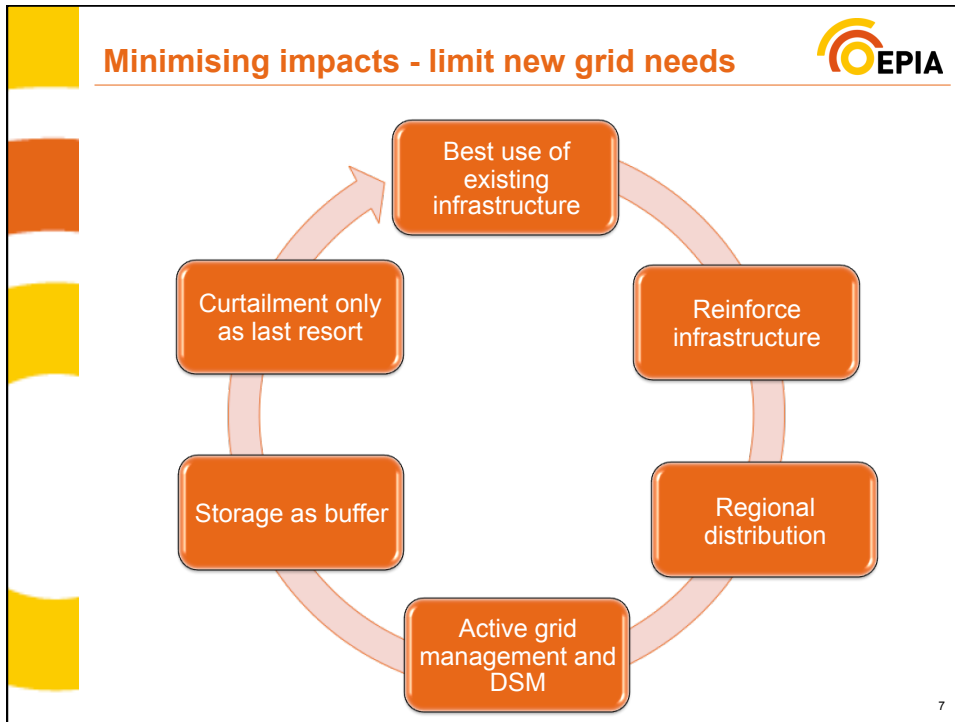 Minimising impacts - limit new grid needs
EPIA
Best use of
existing
infrastructure
Reinforce
infrastructure
Regional
distribution
Active grid
management and
DSM
Storage as buffer
Curtailment only
as last resort
7